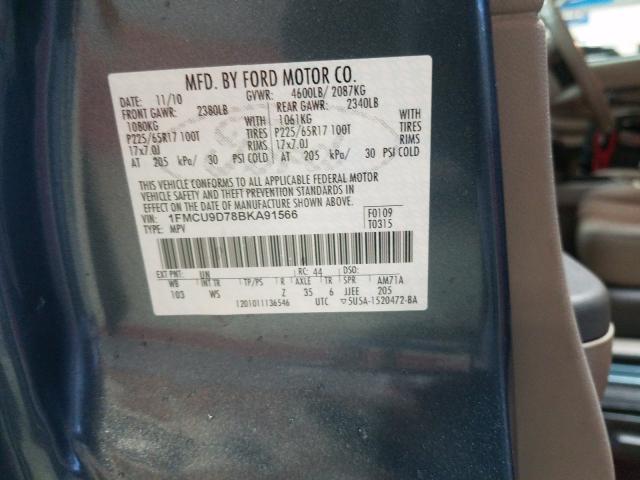 MFD. BY FORD MOTOR CO.
DATE: 11/10 GVWR: 4600LB/ 2087KG
FRONT GAWR: 2380LB REAR GAWR: 2340LB
1080KG 1061KG
P225/65R17 100T TIRES P225/65R17 100T TIRES
17x7.0J RIMS 17x7.0J RIMS
AT 205 kPa/ 30 PSI COLD AT 205 kPa/ 30 PSI COLD
THIS VEHICLE CONFORMS TO ALL APPLICABLE FEDERAL MOTOR
VEHICLE SAFETY AND THEFT PREVENTION STANDARDS IN
EFFECT ON THE DATE OF MANUFACTURE SHOWN ABOVE.
VIN: 1FMCU9D78BKA91566 F0109
TYPE: MPV T0315
EXT PNT: UN RC: 44 DSO:
WB INT TR TP/PS R AXLE TR SPR AM71A
103 WS Z 35 6 JJEE 205
1201011136546 UTC 5U5A-1520472-BA